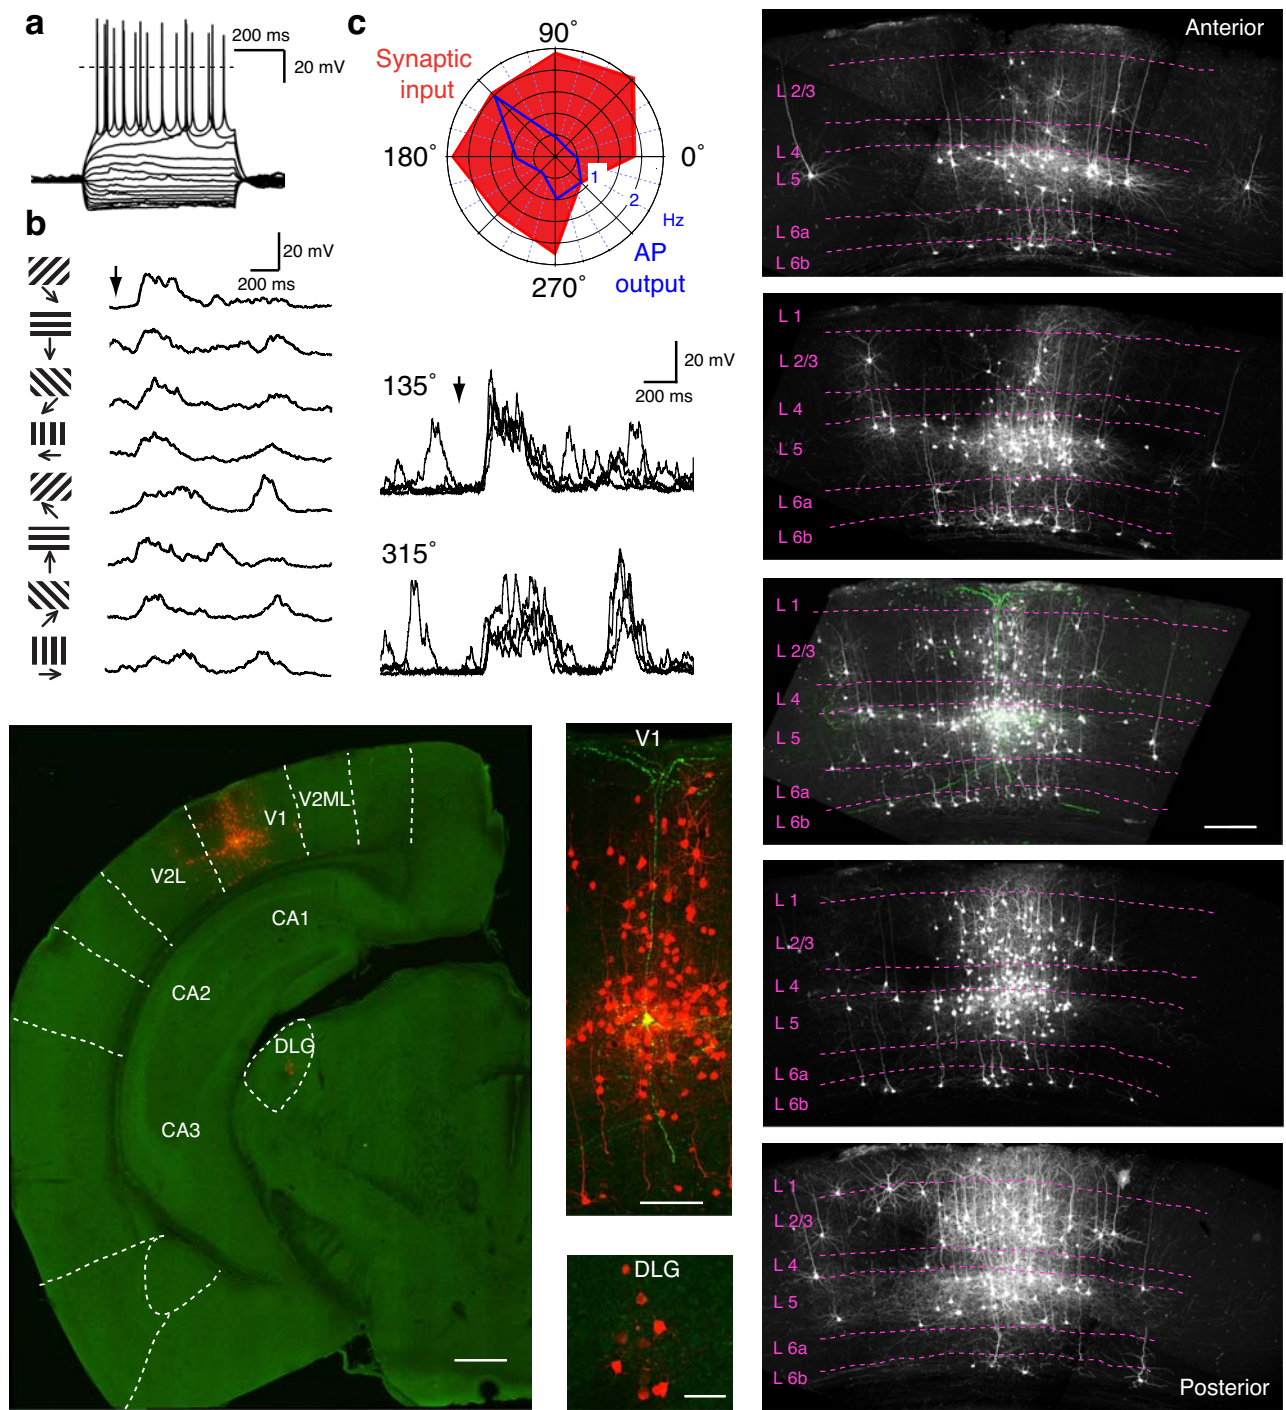 a
200 ms
20 mV
b
20 mV
200 ms
c
Synaptic
input
90°
180°
0°
270°
1
2
Hz
AP
output
135°
20 mV
200 ms
315°
V2ML
V1
V2L
CA1
CA2
DLG
CA3
V1
DLG
Anterior
L 2/3
L 4
L 5
L 6a
L 6b
L 1
L 2/3
L 4
L 5
L 6a
L 6b
L 1
L 2/3
L 4
L 5
L 6a
L 6b
L 1
L 2/3
L 4
L 5
L 6a
L 6b
L 1
L 2/3
L 4
L 5
L 6a
L 6b
Posterior